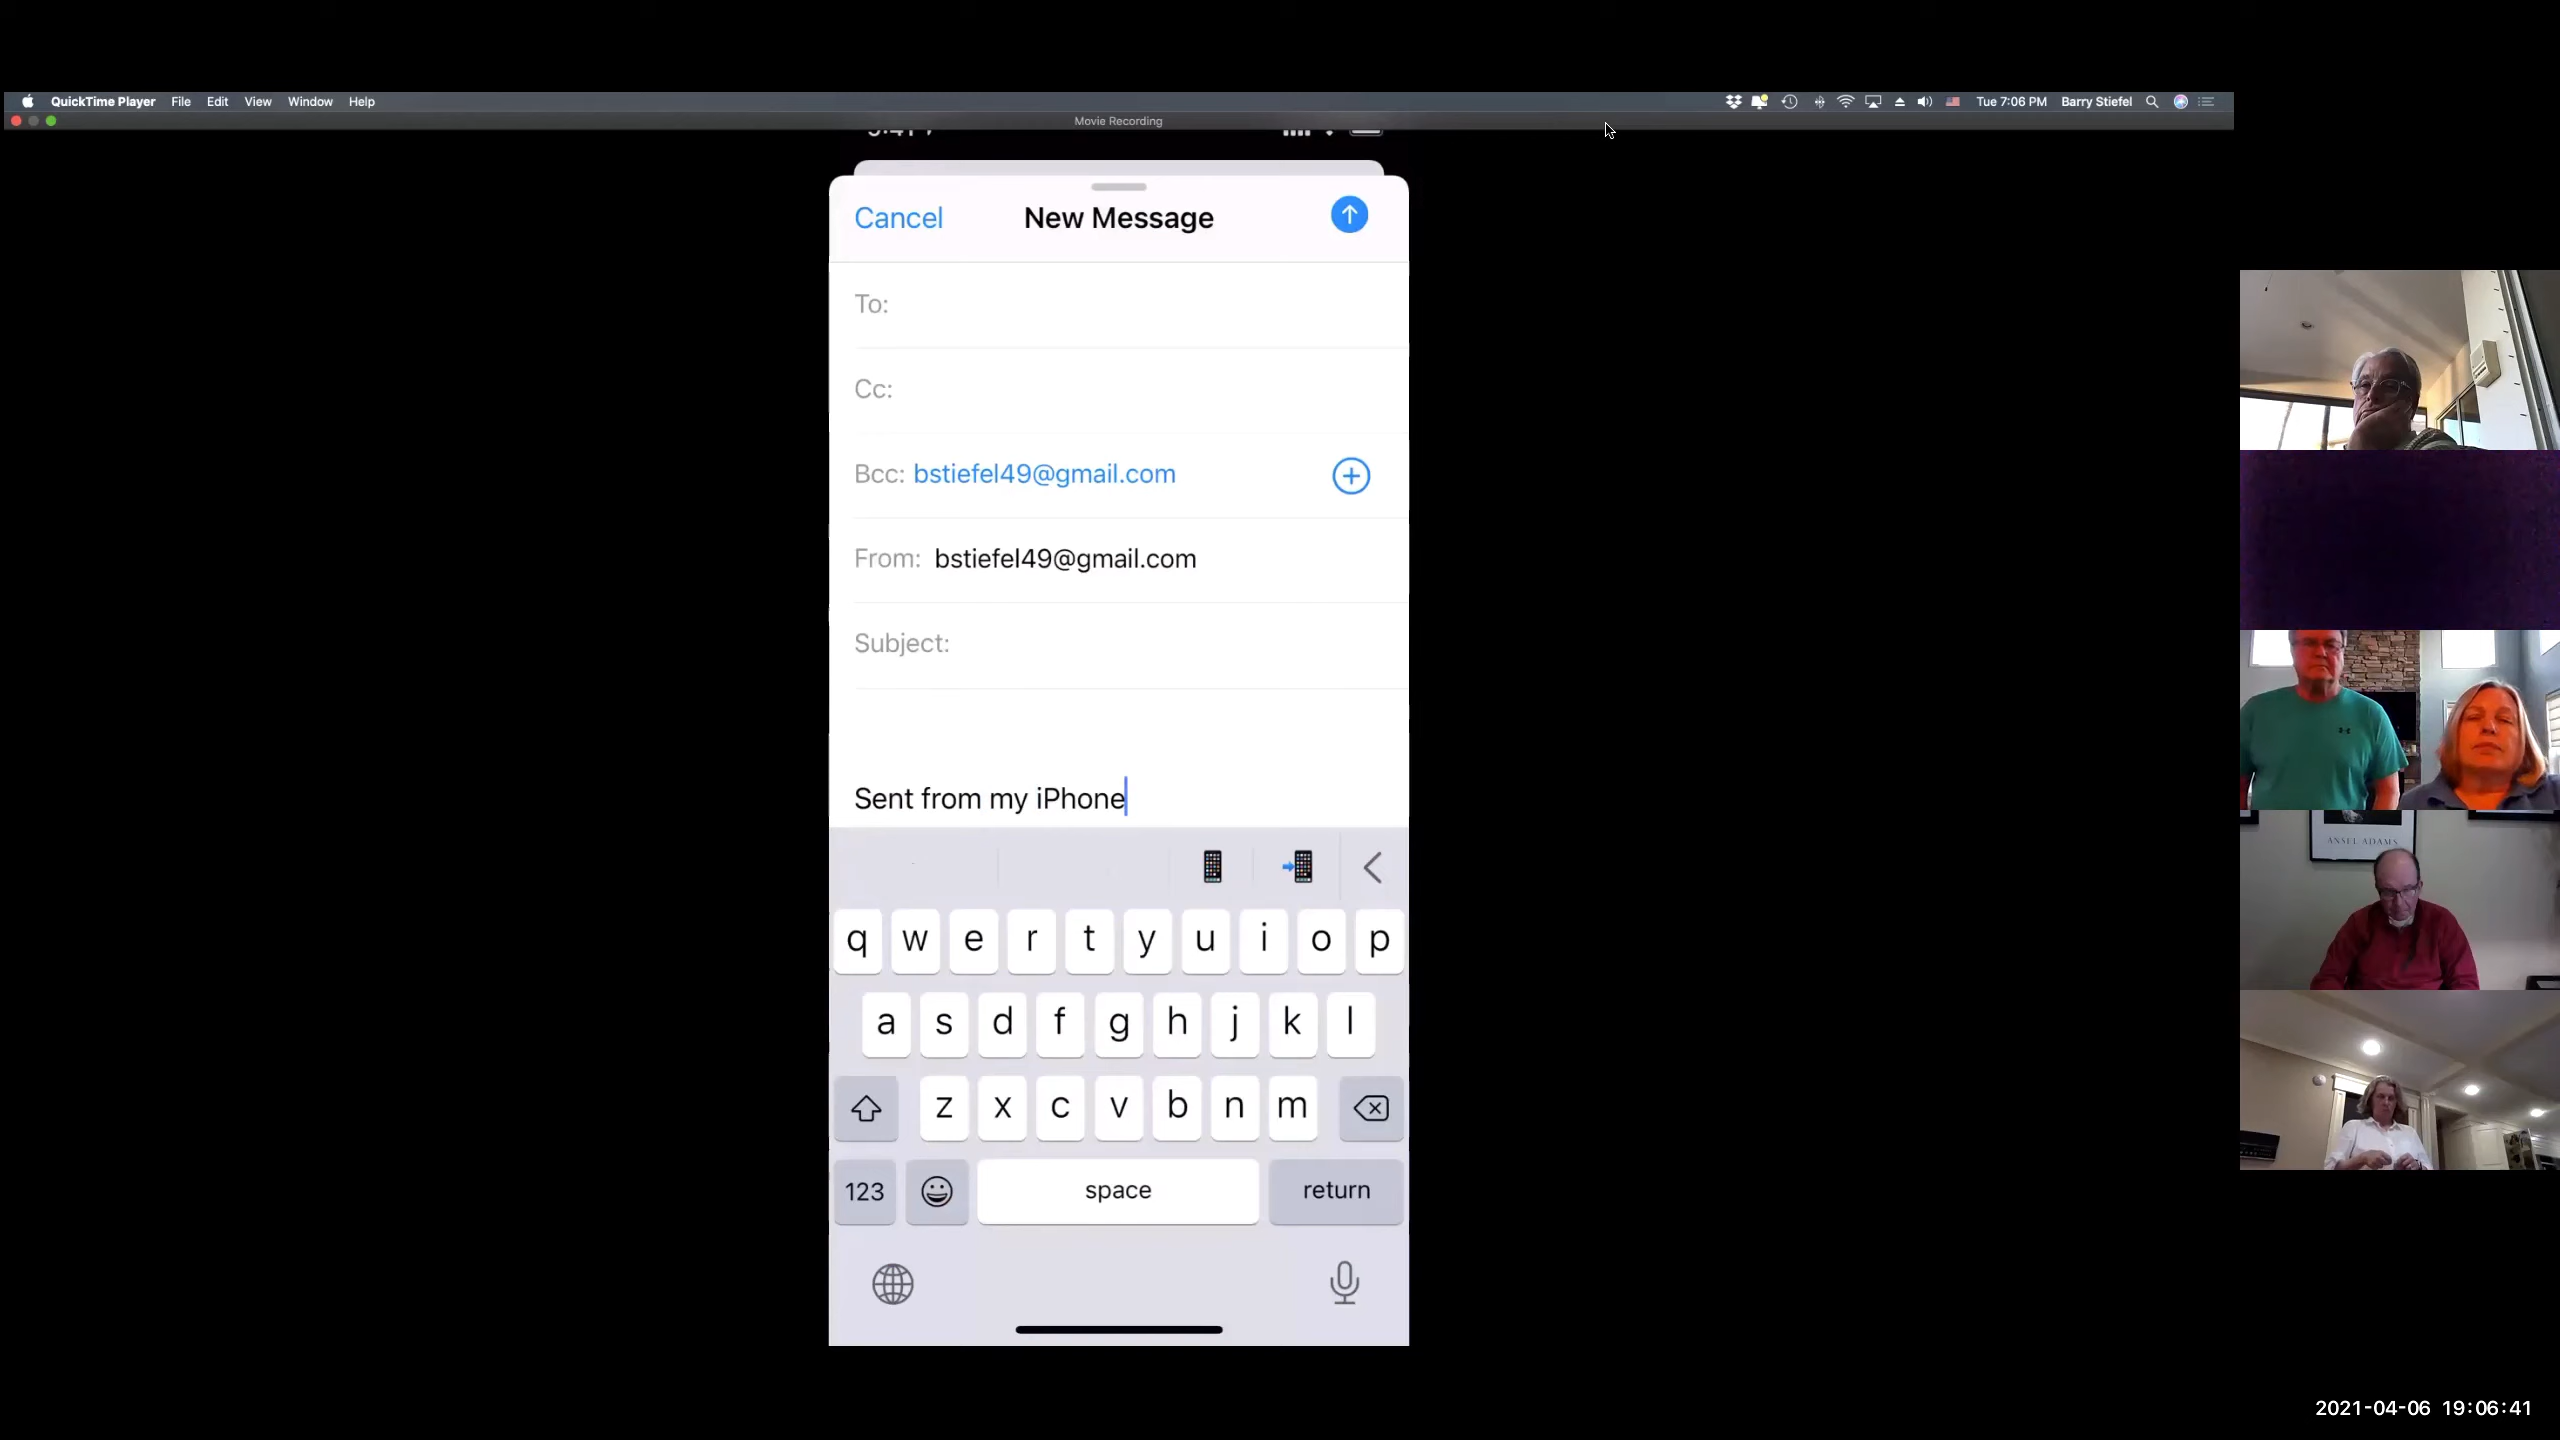 QuickTime Player File Edit View Window Help Tue 7:06 PM Barry Stiefel
Movie Recording
Cancel New Message
To:
Cc:
Bcc: bstiefel49@gmail.com
From: bstiefel49@gmail.com
Subject:
Sent from my iPhone
q w e r t y u i o p
a s d f g h j k l
z x c v b n m
123 space return
ANSEL ADAMS
2021-04-06 19:06:41